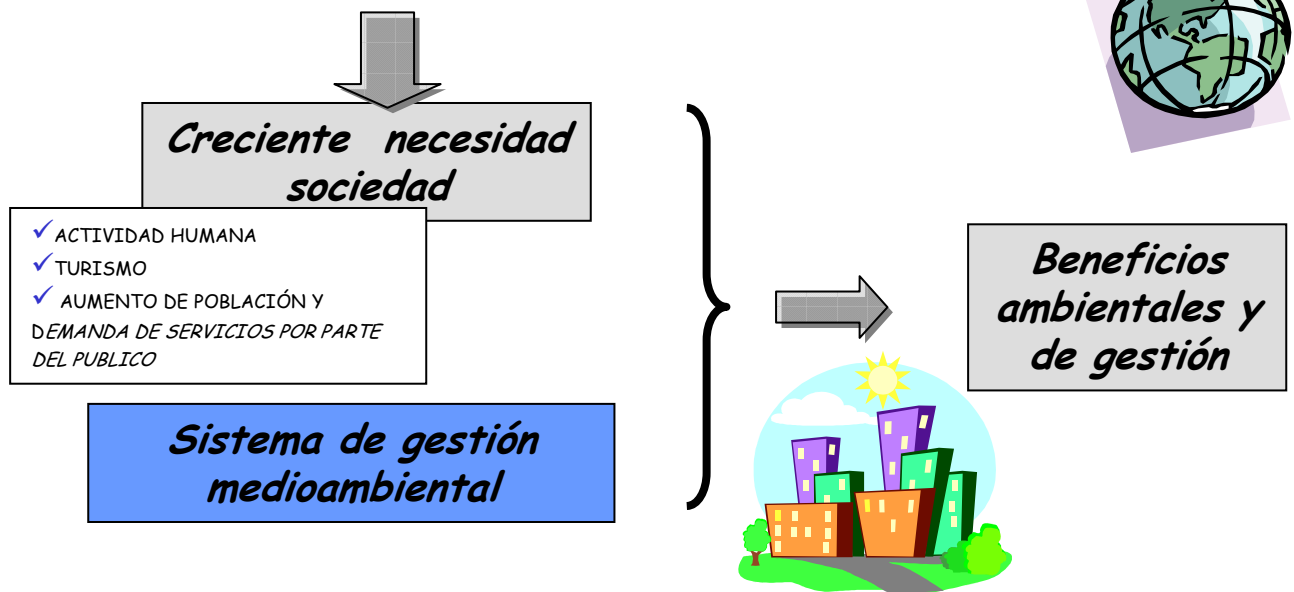 Creciente necesidad
sociedad
✓ACTIVIDAD HUMANA
✓TURISMO
✓ AUMENTO DE POBLACIÓN Y
DEMANDA DE SERVICIOS POR PARTE
DEL PUBLICO
Sistema de gestión
medioambiental
Beneficios
ambientales y
de gestión